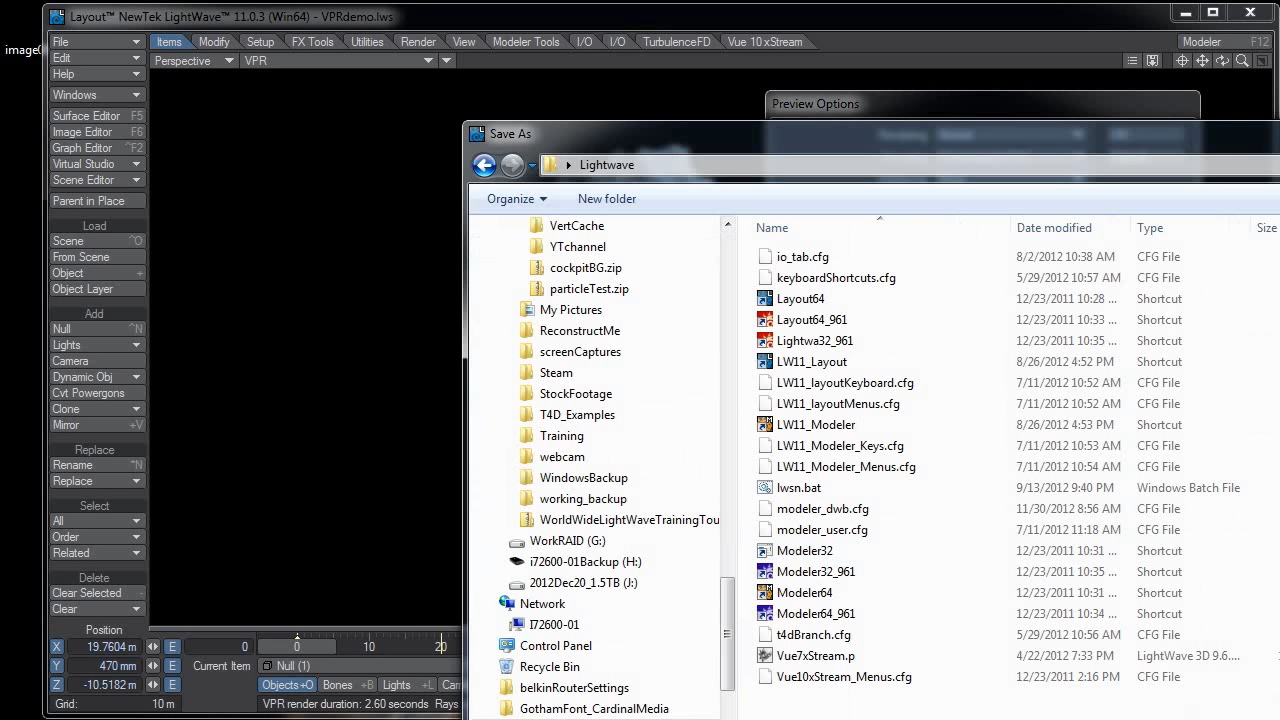 Layout™ NewTek LightWave™ 11.0.3 (Win64) - VPRdemo.lws
image(
File
Items Modify Setup FX Tools Utilities Render View Modeler Tools I/O I/O TurbulenceFD Vue 10 xStream Modeler F12
Edit
Perspective VPR
Help
Windows
Preview Options
Surface Editor F5
Image Editor F6
Save As
Graph Editor ^F2
Virtual Studio
Lightwave
Scene Editor
Parent in Place
Organize New folder
Load
VertCache
Name Date modified Type Size
Scene ^O
YTchannel
From Scene
io_tab.cfg 8/2/2012 10:38 AM CFG File
cockpitBG.zip
Object +
keyboardShortcuts.cfg 5/29/2012 10:57 AM CFG File
particleTest.zip
Object Layer
Layout64 12/23/2011 10:28 ... Shortcut
My Pictures
Add
Layout64_961 12/23/2011 10:33 ... Shortcut
Null ^N
ReconstructMe
Lights
Lightwa32_961 12/23/2011 10:35 ... Shortcut
screenCaptures
Camera
LW11_Layout 8/26/2012 4:52 PM Shortcut
Steam
Dynamic Obj
LW11_layoutKeyboard.cfg 7/11/2012 10:52 AM CFG File
StockFootage
Cvt Powergons
LW11_layoutMenus.cfg 7/11/2012 10:52 AM CFG File
Clone
T4D_Examples
Mirror +V
LW11_Modeler 8/26/2012 4:53 PM Shortcut
Training
LW11_Modeler_Keys.cfg 7/11/2012 10:53 AM CFG File
Replace
webcam
Rename ^N
LW11_Modeler_Menus.cfg 7/11/2012 10:54 AM CFG File
WindowsBackup
Replace
lwsn.bat 9/13/2012 9:40 PM Windows Batch File
working_backup
Select
modeler_dwb.cfg 11/30/2012 8:56 AM CFG File
All
WorldWideLightWaveTrainingTou
modeler_user.cfg 7/11/2012 11:18 AM CFG File
Order
WorkRAID (G:)
Related
Modeler32 12/23/2011 10:31 ... Shortcut
i72600-01Backup (H:)
Modeler32_961 12/23/2011 10:35 ... Shortcut
Delete
2012Dec20_1.5TB (J:)
Clear Selected -
Modeler64 12/23/2011 10:31 ... Shortcut
Network
Clear
Modeler64_961 12/23/2011 10:34 ... Shortcut
Position
I72600-01
t4dBranch.cfg 5/29/2012 10:56 AM CFG File
X 19.7604 m E 0 0 10 20
Control Panel
Vue7xStream.p 4/22/2012 7:33 PM LightWave 3D 9.6....
Y 470 mm E Current Item Null (1)
Recycle Bin
Vue10xStream_Menus.cfg 7/11/2012 2:16 PM CFG File
Z -10.5182 m E Objects +O Bones +B Lights +L Cam
belkinRouterSettings
Grid: 10 m VPR render duration: 2.60 seconds Rays
GothamFont_CardinalMedia